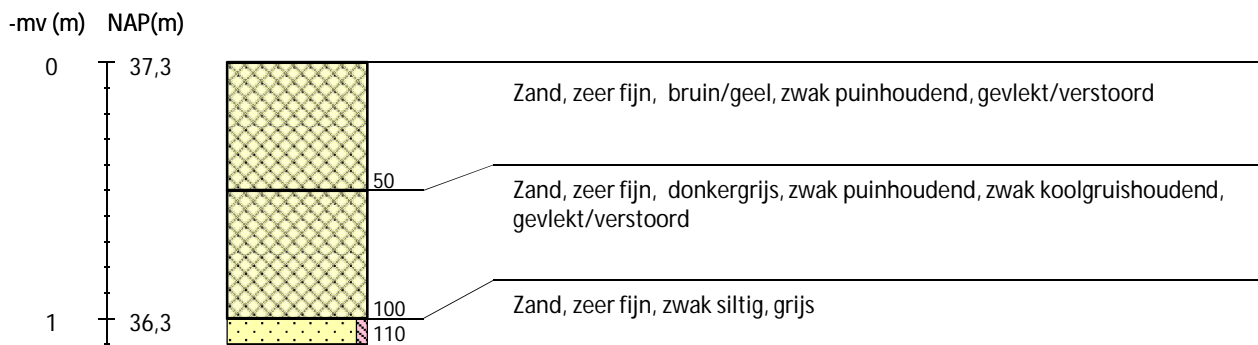 -mv (m) NAP(m)
0 37,3
Zand, zeer fijn, bruin/geel, zwak puinhoudend, gevlekt/verstoord
50
Zand, zeer fijn, donkergrijs, zwak puinhoudend, zwak koolgruishoudend,
gevlekt/verstoord
100
Zand, zeer fijn, zwak siltig, grijs
1 36,3
110